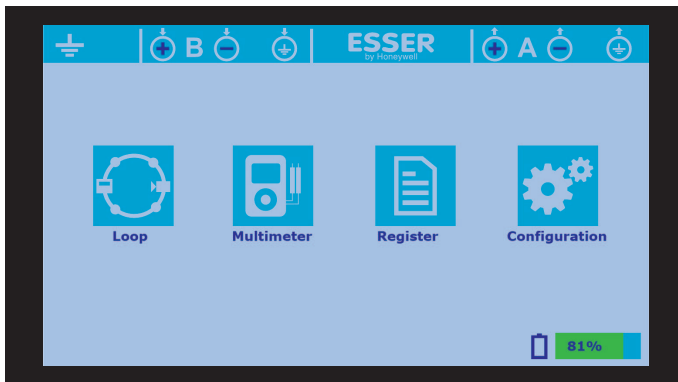 B
ESSER
by Honeywell
A
Loop
Multimeter
Register
Configuration
81%